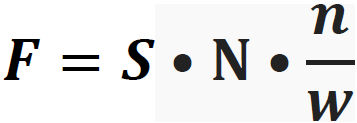 F = S • N • n/w